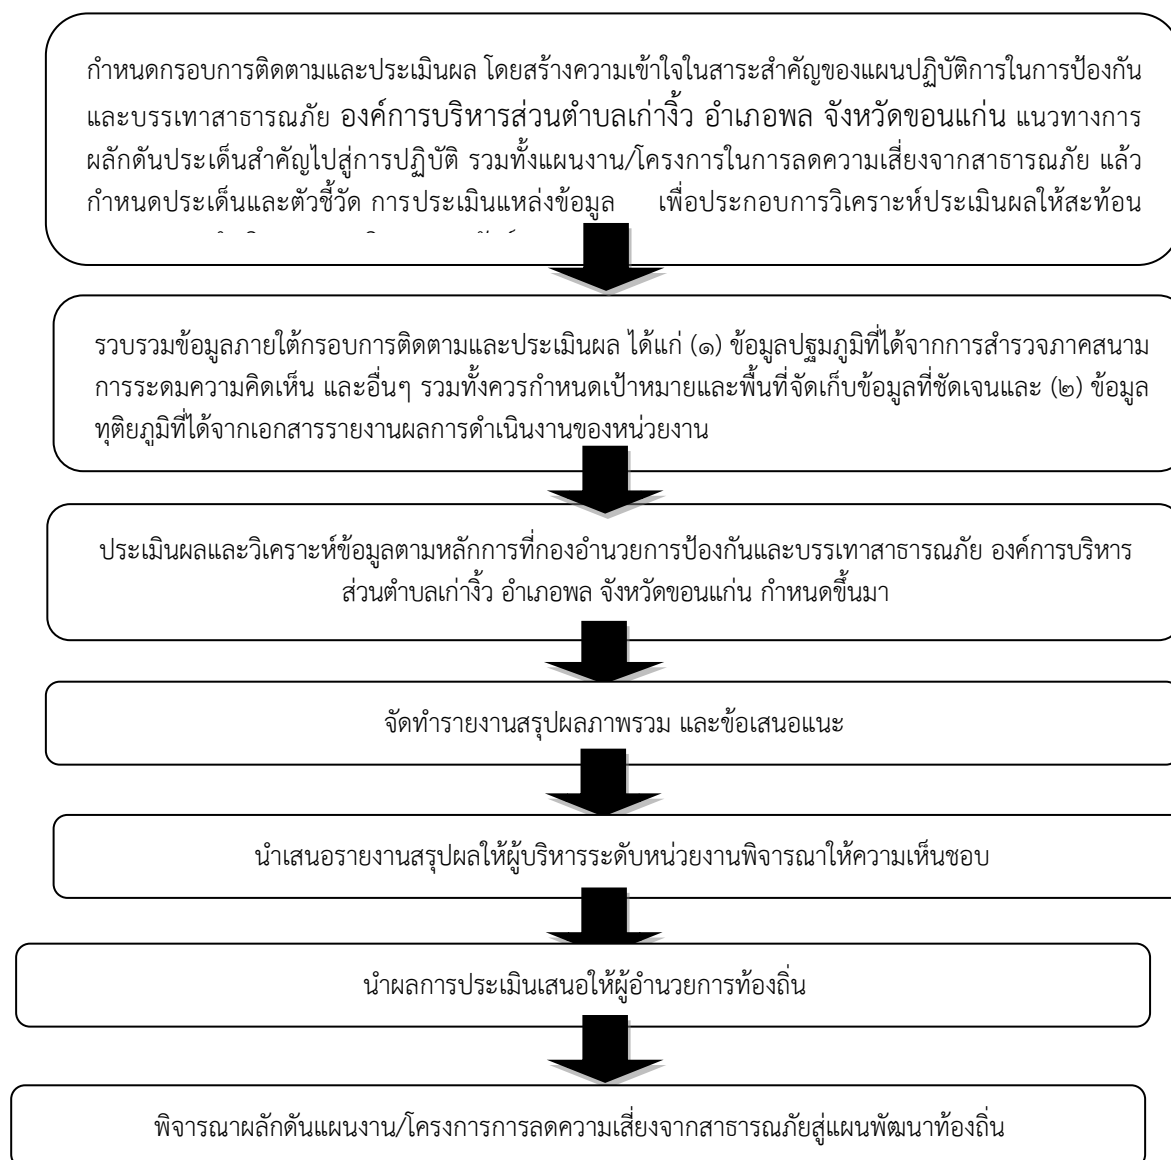 กำหนดกรอบการติดตามและประเมินผล โดยสร้างความเข้าใจในสาระสำคัญของแผนปฏิบัติการในการป้องกัน
และบรรเทาสาธารณภัย องค์การบริหารส่วนตำบลเก่างิ้ว อำเภอพล จังหวัดขอนแก่น แนวทางการ
ผลักดันประเด็นสำคัญไปสู่การปฏิบัติ รวมทั้งแผนงาน/โครงการในการลดความเสี่ยงจากสาธารณภัย แล้ว
กำหนดประเด็นและตัวชี้วัด การประเมินแหล่งข้อมูล เพื่อประกอบการวิเคราะห์ประเมินผลให้สะท้อน
รวบรวมข้อมูลภายใต้กรอบการติดตามและประเมินผล ได้แก่ (๑) ข้อมูลปฐมภูมิที่ได้จากการสำรวจภาคสนาม
การระดมความคิดเห็น และอื่นๆ รวมทั้งควรกำหนดเป้าหมายและพื้นที่จัดเก็บข้อมูลที่ชัดเจนและ (๒) ข้อมูล
ทุติยภูมิที่ได้จากเอกสารรายงานผลการดำเนินงานของหน่วยงาน
ประเมินผลและวิเคราะห์ข้อมูลตามหลักการที่กองอำนวยการป้องกันและบรรเทาสาธารณภัย องค์การบริหาร
ส่วนตำบลเก่างิ้ว อำเภอพล จังหวัดขอนแก่น กำหนดขึ้นมา
จัดทำรายงานสรุปผลภาพรวม และข้อเสนอแนะ
นำเสนอรายงานสรุปผลให้ผู้บริหารระดับหน่วยงานพิจารณาให้ความเห็นชอบ
นำผลการประเมินเสนอให้ผู้อำนวยการท้องถิ่น
พิจารณาผลักดันแผนงาน/โครงการการลดความเสี่ยงจากสาธารณภัยสู่แผนพัฒนาท้องถิ่น